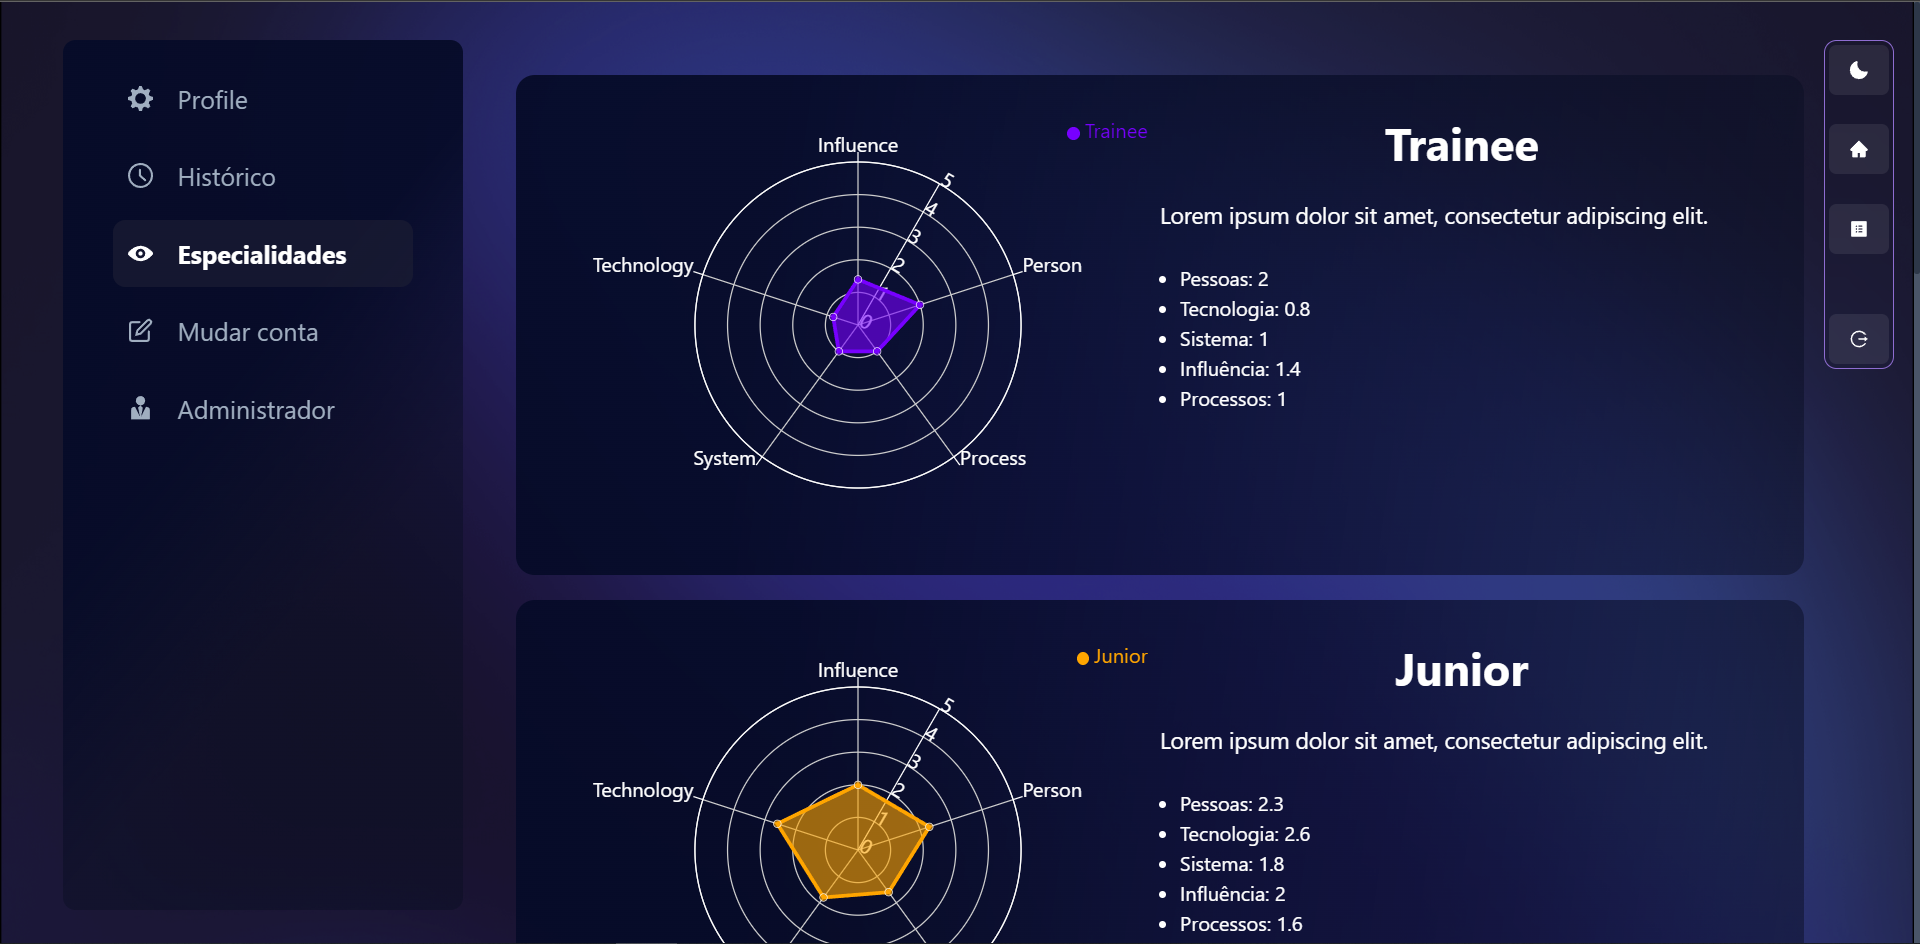 Profile
Histórico
Especialidades
Mudar conta
Administrador
Trainee
Influence
Person
Process
System
Technology
5
4
3
2
1
0
Trainee
Lorem ipsum dolor sit amet, consectetur adipiscing elit.
Pessoas: 2
Tecnologia: 0.8
Sistema: 1
Influência: 1.4
Processos: 1
Junior
Influence
Person
Technology
5
4
3
2
1
0
Junior
Lorem ipsum dolor sit amet, consectetur adipiscing elit.
Pessoas: 2.3
Tecnologia: 2.6
Sistema: 1.8
Influência: 2
Processos: 1.6